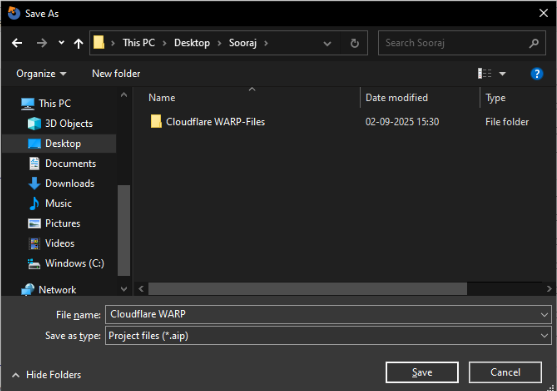 Save As
This PC > Desktop > Sooraj >
Search Sooraj
Organize
New folder
?
This PC
3D Objects
Desktop
Documents
Downloads
Music
Pictures
Videos
Windows (C:)
Network
Name
Date modified
Type
Cloudflare WARP-Files
02-09-2025 15:30
File folder
File name: Cloudflare WARP
Save as type: Project files (*.aip)
Hide Folders
Save
Cancel